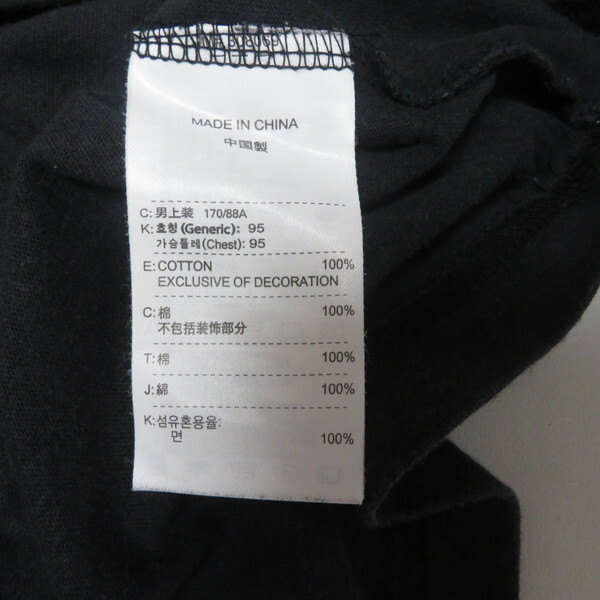 MADE IN CHINA
中国製
C: 男上装 170/88A
K: 호칭(Generic): 95
가슴둘레(Chest): 95
E: COTTON 100%
EXCLUSIVE OF DECORATION
C: 棉 100%
不包括装饰部分
T: 棉 100%
J: 綿 100%
K: 섬유혼용율:
면 100%